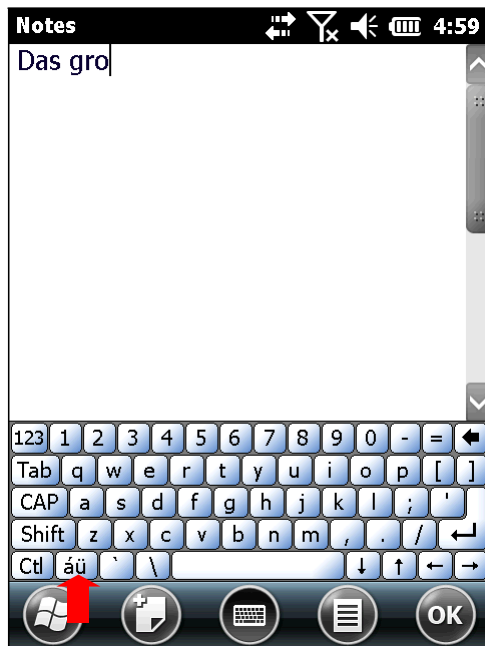 Notes 4:59
Das gro
123 1 2 3 4 5 6 7 8 9 0 - =
Tab q w e r t y u i o p [ ]
CAP a s d f g h j k l ; '
Shift z x c v b n m , . /
Ctl áü ` \
OK